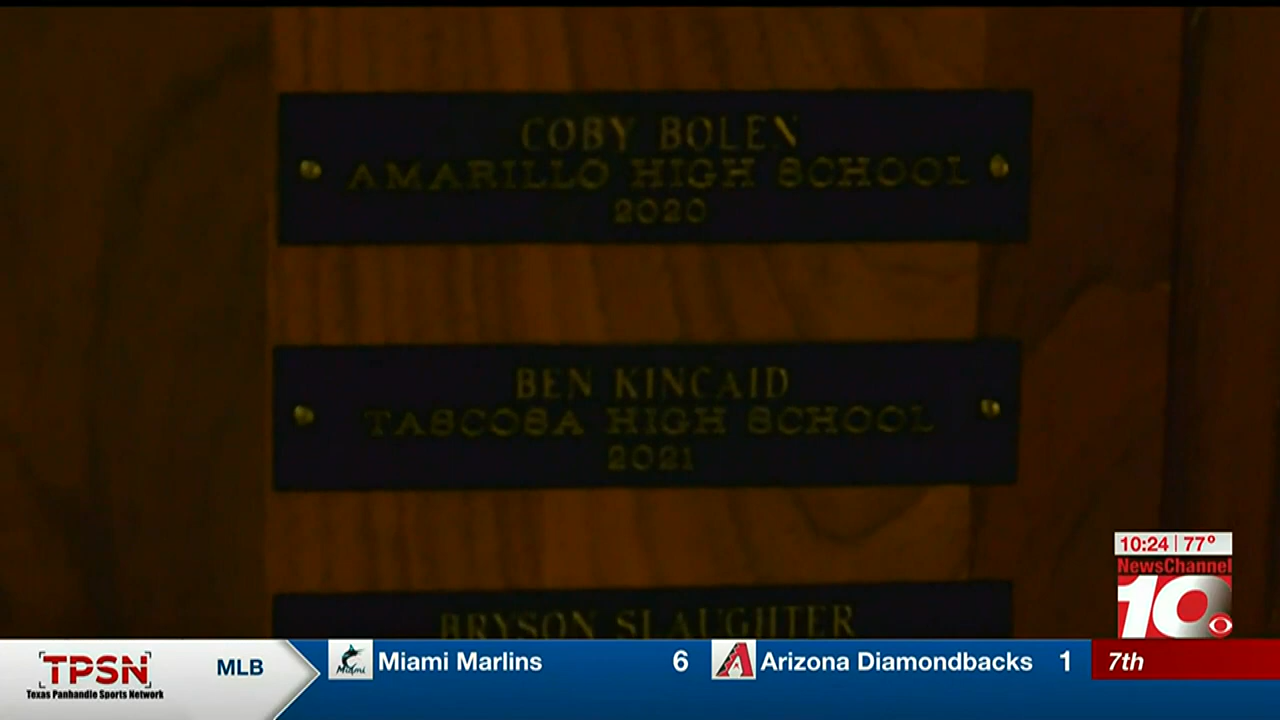 COBY BOLEN
AMARILLO HIGH SCHOOL
2020
BEN KINCAID
TASCOSA HIGH SCHOOL
2021
BRYSON SLAUGHTER
10:24 | 77°
NewsChannel
10
TPSN
Texas Panhandle Sports Network
MLB
Miami
Miami Marlins 6
A
Arizona Diamondbacks 1
7th